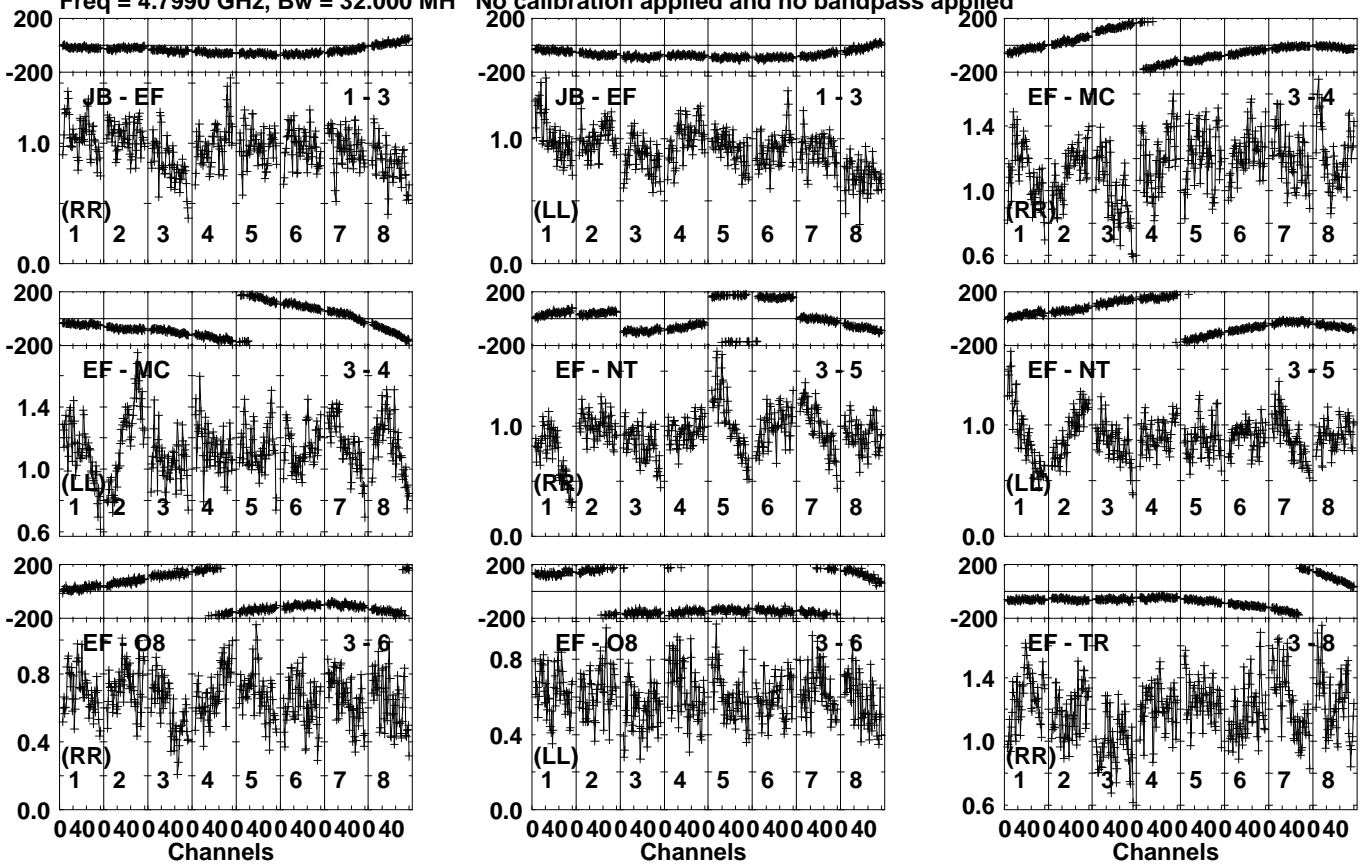 Freq = 4.7990 GHz, Bw = 32.000 MH No calibration applied and no bandpass applied
200
-200
JB - EF 1 - 3
1.0
(RR)
1 2 3 4 5 6 7 8
0.0
200
-200
JB - EF 1 - 3
1.0
(LL)
1 2 3 4 5 6 7 8
0.0
200
-200
EF - MC 3 - 4
1.4
1.0
(RR)
1 2 3 4 5 6 7 8
0.6
200
-200
EF - MC 3 - 4
1.4
1.0
(LL)
1 2 3 4 5 6 7 8
0.6
200
-200
EF - NT 3 - 5
1.0
(RR)
1 2 3 4 5 6 7 8
0.0
200
-200
EF - NT 3 - 5
1.0
(LL)
1 2 3 4 5 6 7 8
0.0
200
-200
EF - O8 3 - 6
0.8
0.4
(RR)
1 2 3 4 5 6 7 8
0.0
0 40 0 40 0 40 0 40 0 40 0 40 0 40 0 40
Channels
200
-200
EF - O8 3 - 6
0.8
0.4
(LL)
1 2 3 4 5 6 7 8
0.0
0 40 0 40 0 40 0 40 0 40 0 40 0 40 0 40
Channels
200
-200
EF - TR 3 - 8
1.4
1.0
(RR)
1 2 3 4 5 6 7 8
0.6
0 40 0 40 0 40 0 40 0 40 0 40 0 40 0 40
Channels